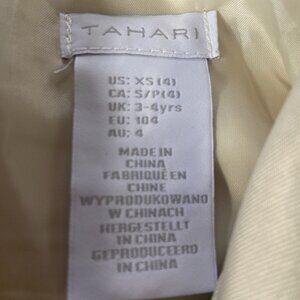 TAHARI
US: XS (4)
CA: S/P(4)
UK: 3-4yrs
EU: 104
AU: 4
MADE IN
CHINA
FABRIQUÉ EN
CHINE
WYPRODUKOWANO
W CHINACH
HERGESTELLT
IN CHINA
GEPRODUCEERD
IN CHINA